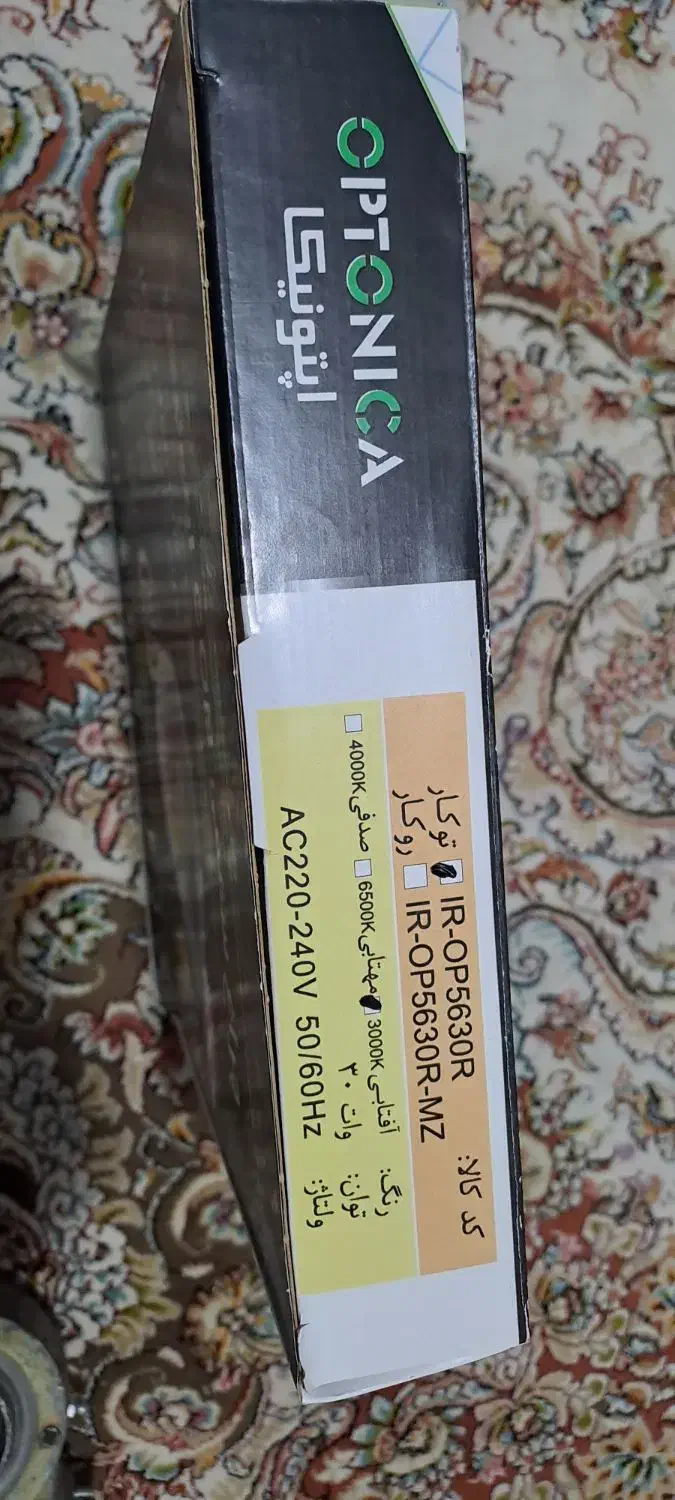 OPTONICA
اپتونیکا
کد کالا: IR-OP5630R توکار
IR-OP5630R-MZ روکار
رنگ: آفتابی 3000K مهتابی 6500K صدفی 4000K
توان: ۳۰ وات
ولتاژ: AC220-240V 50/60Hz